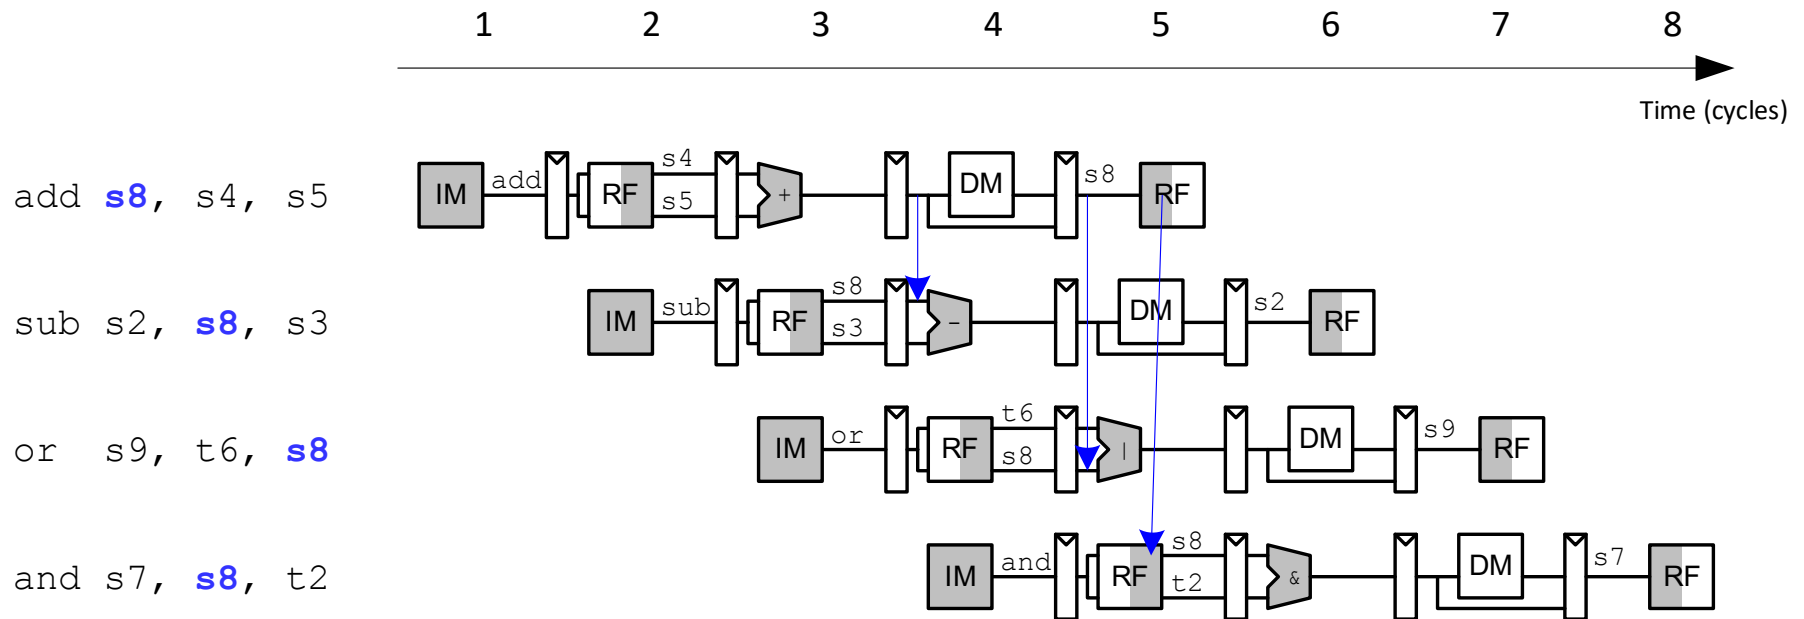 1 2 3 4 5 6 7 8
Time (cycles)
add s8, s4, s5
IM add RF s4 s5 + DM s8 RF
sub s2, s8, s3
IM sub RF s8 s3 - DM s2 RF
or s9, t6, s8
IM or RF t6 s8 | DM s9 RF
and s7, s8, t2
IM and RF s8 t2 & DM s7 RF